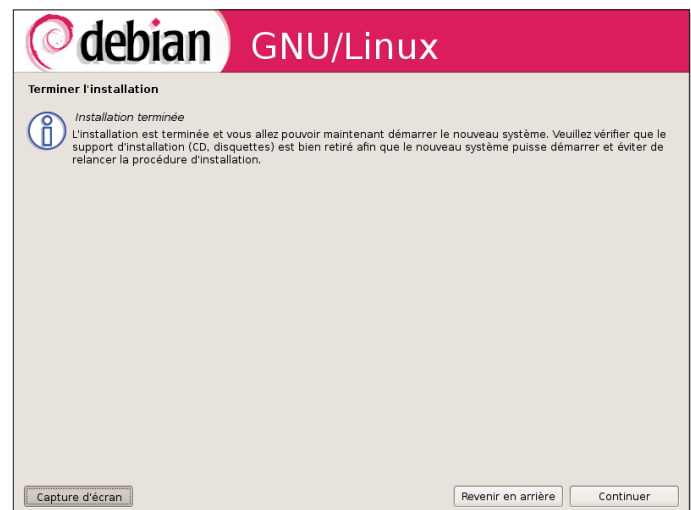 debian GNU/Linux
Terminer l'installation
Installation terminée
L'installation est terminée et vous allez pouvoir maintenant démarrer le nouveau système. Veuillez vérifier que le
support d'installation (CD, disquettes) est bien retiré afin que le nouveau système puisse démarrer et éviter de
relancer la procédure d'installation.
Capture d'écran
Revenir en arrière
Continuer